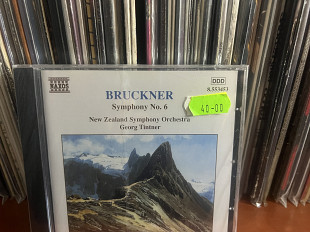 NAXOS
DDD
8.553453
BRUCKNER
Symphony No. 6
40-00
New Zealand Symphony Orchestra
Georg Tintner